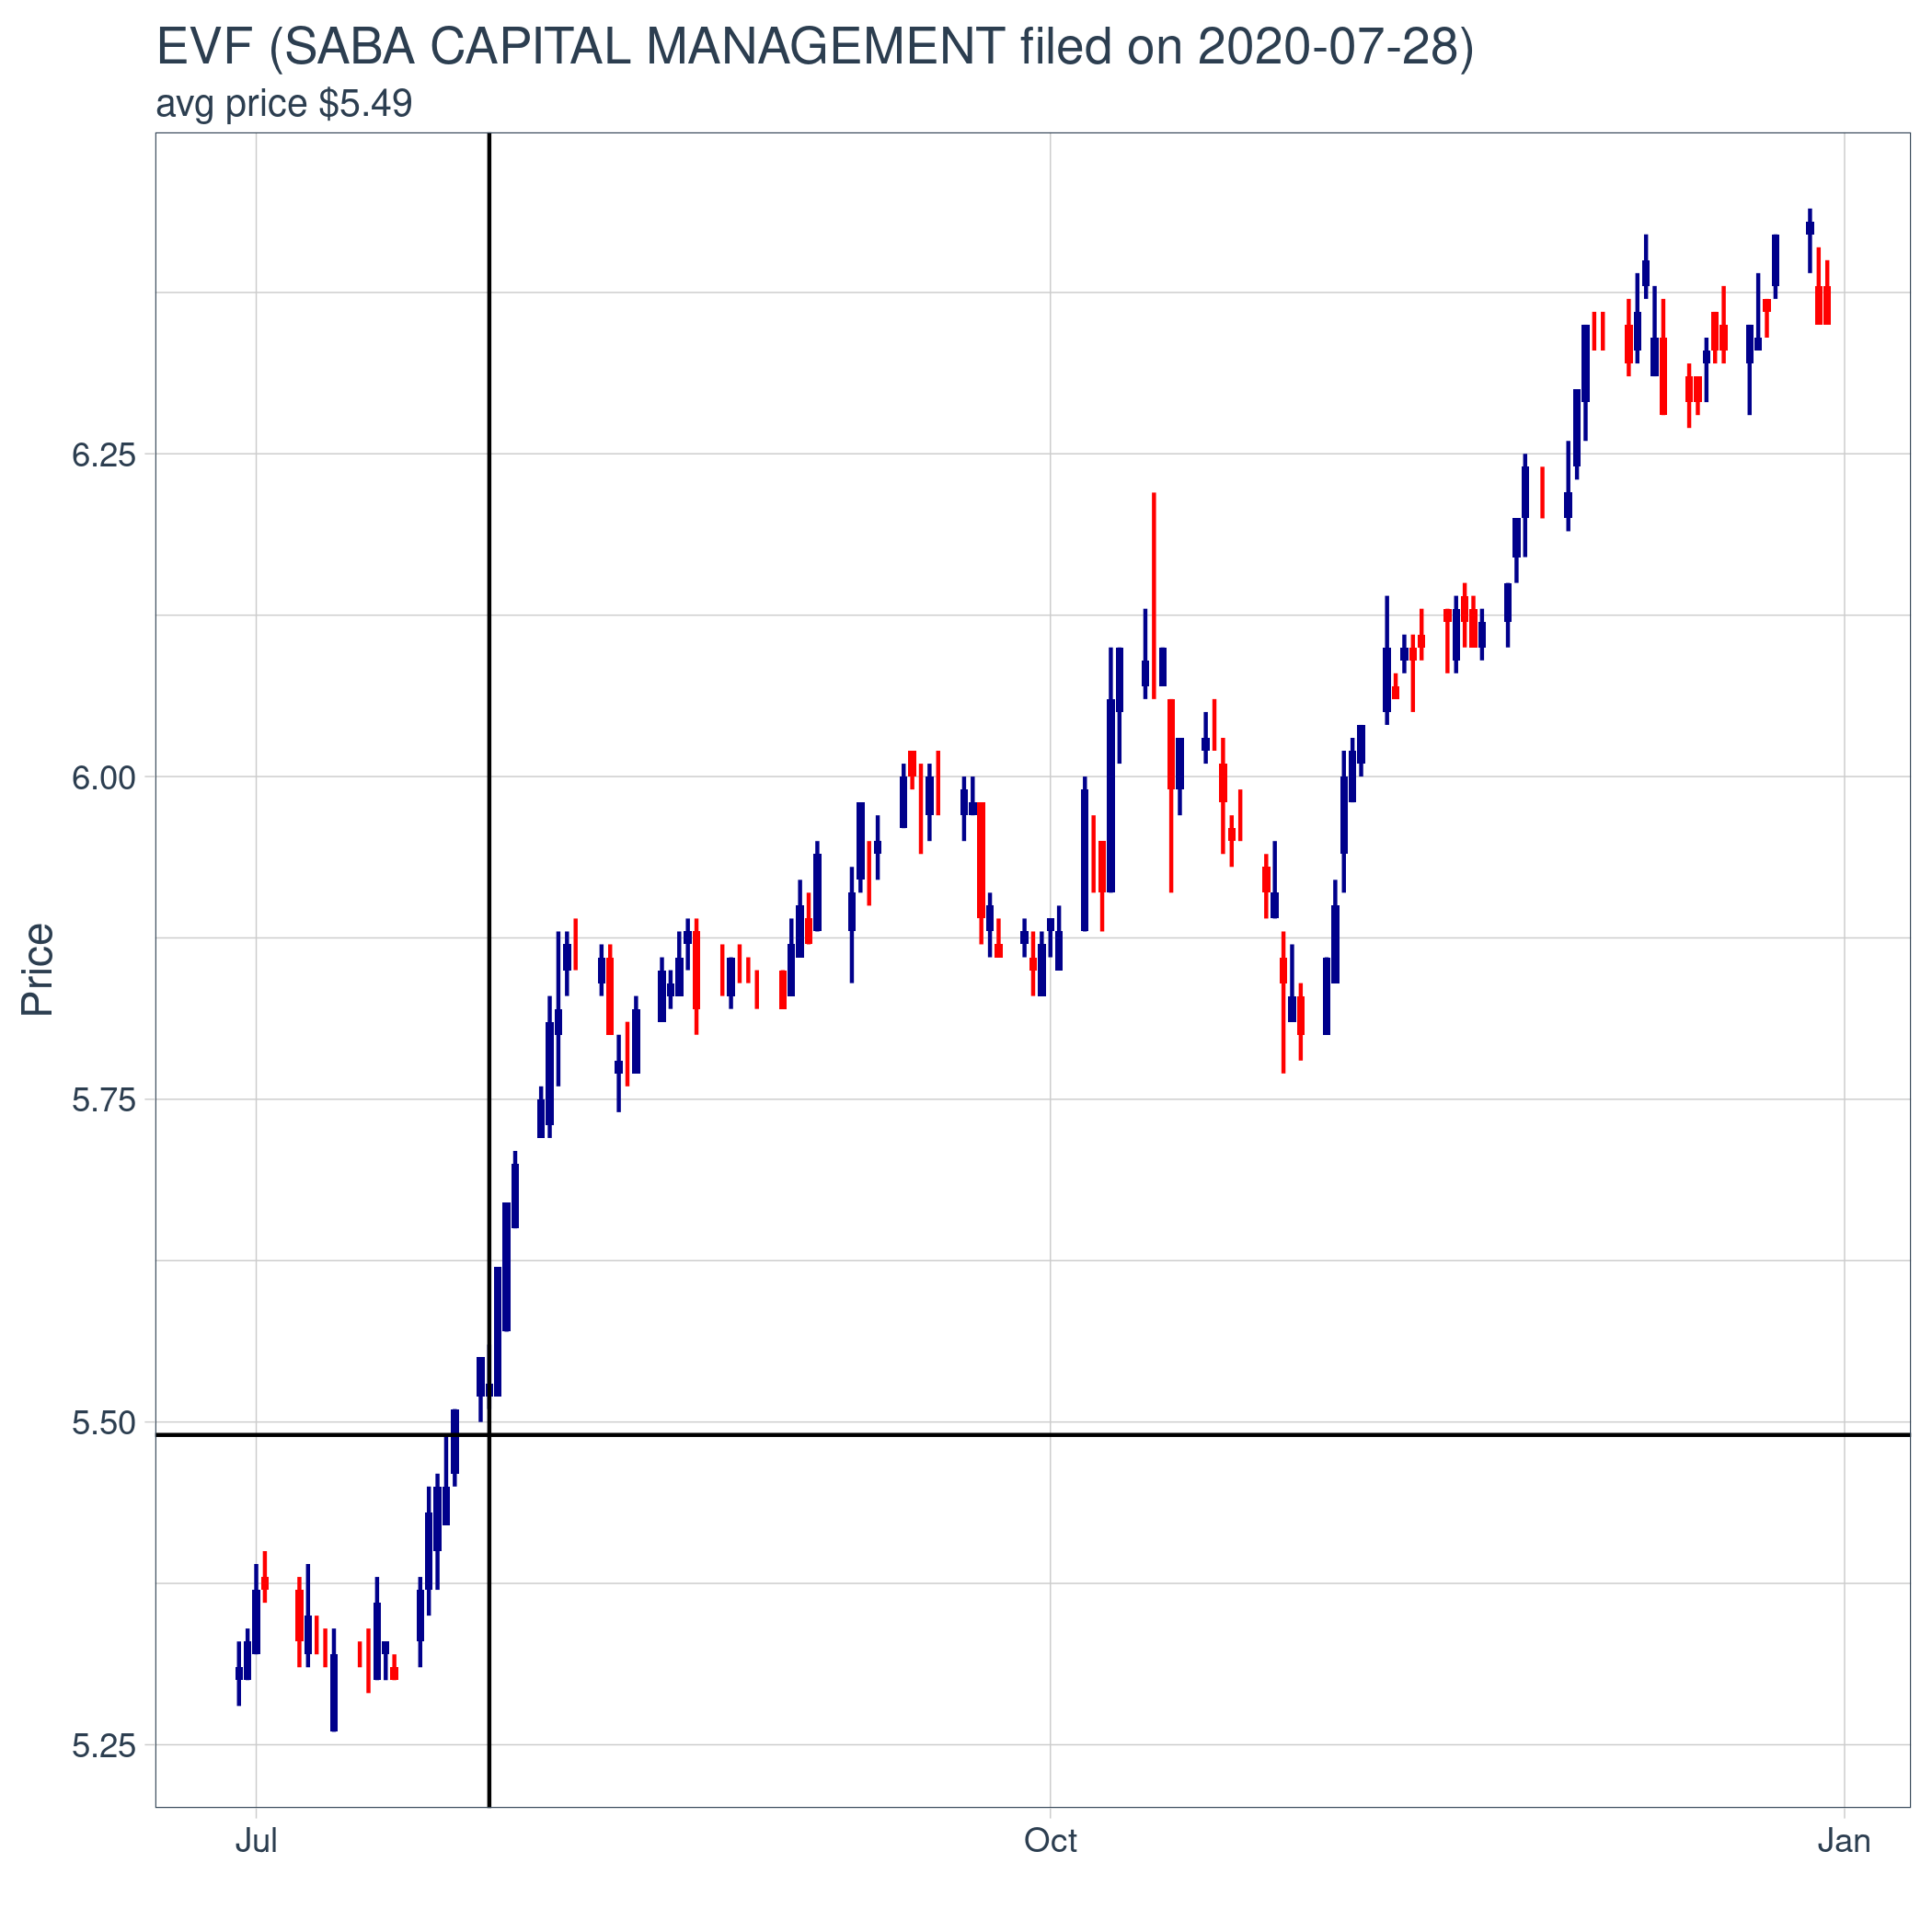 EVF (SABA CAPITAL MANAGEMENT filed on 2020-07-28)
avg price $5.49
Price
6.25
6.00
5.75
5.50
5.25
Jul Oct Jan